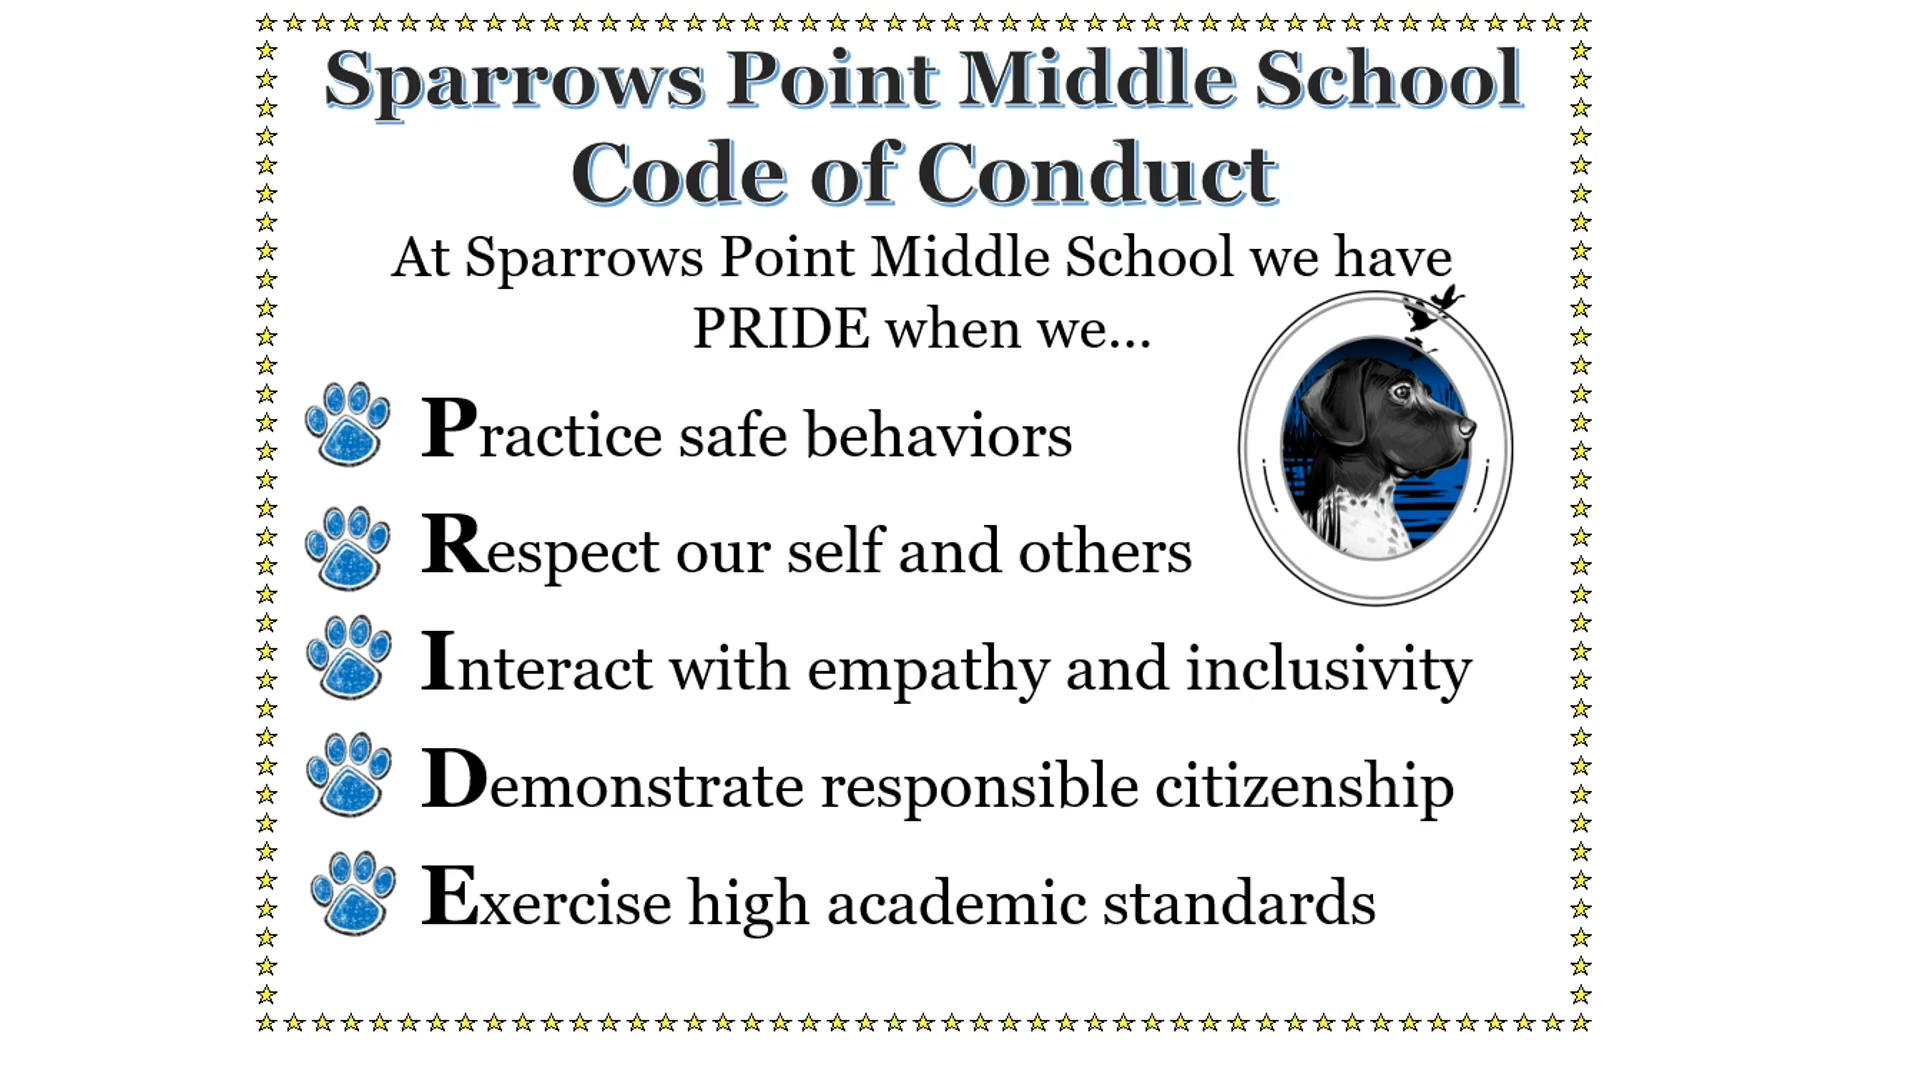 Sparrows Point Middle School
Code of Conduct
At Sparrows Point Middle School we have
PRIDE when we...
Practice safe behaviors
Respect our self and others
Interact with empathy and inclusivity
Demonstrate responsible citizenship
Exercise high academic standards